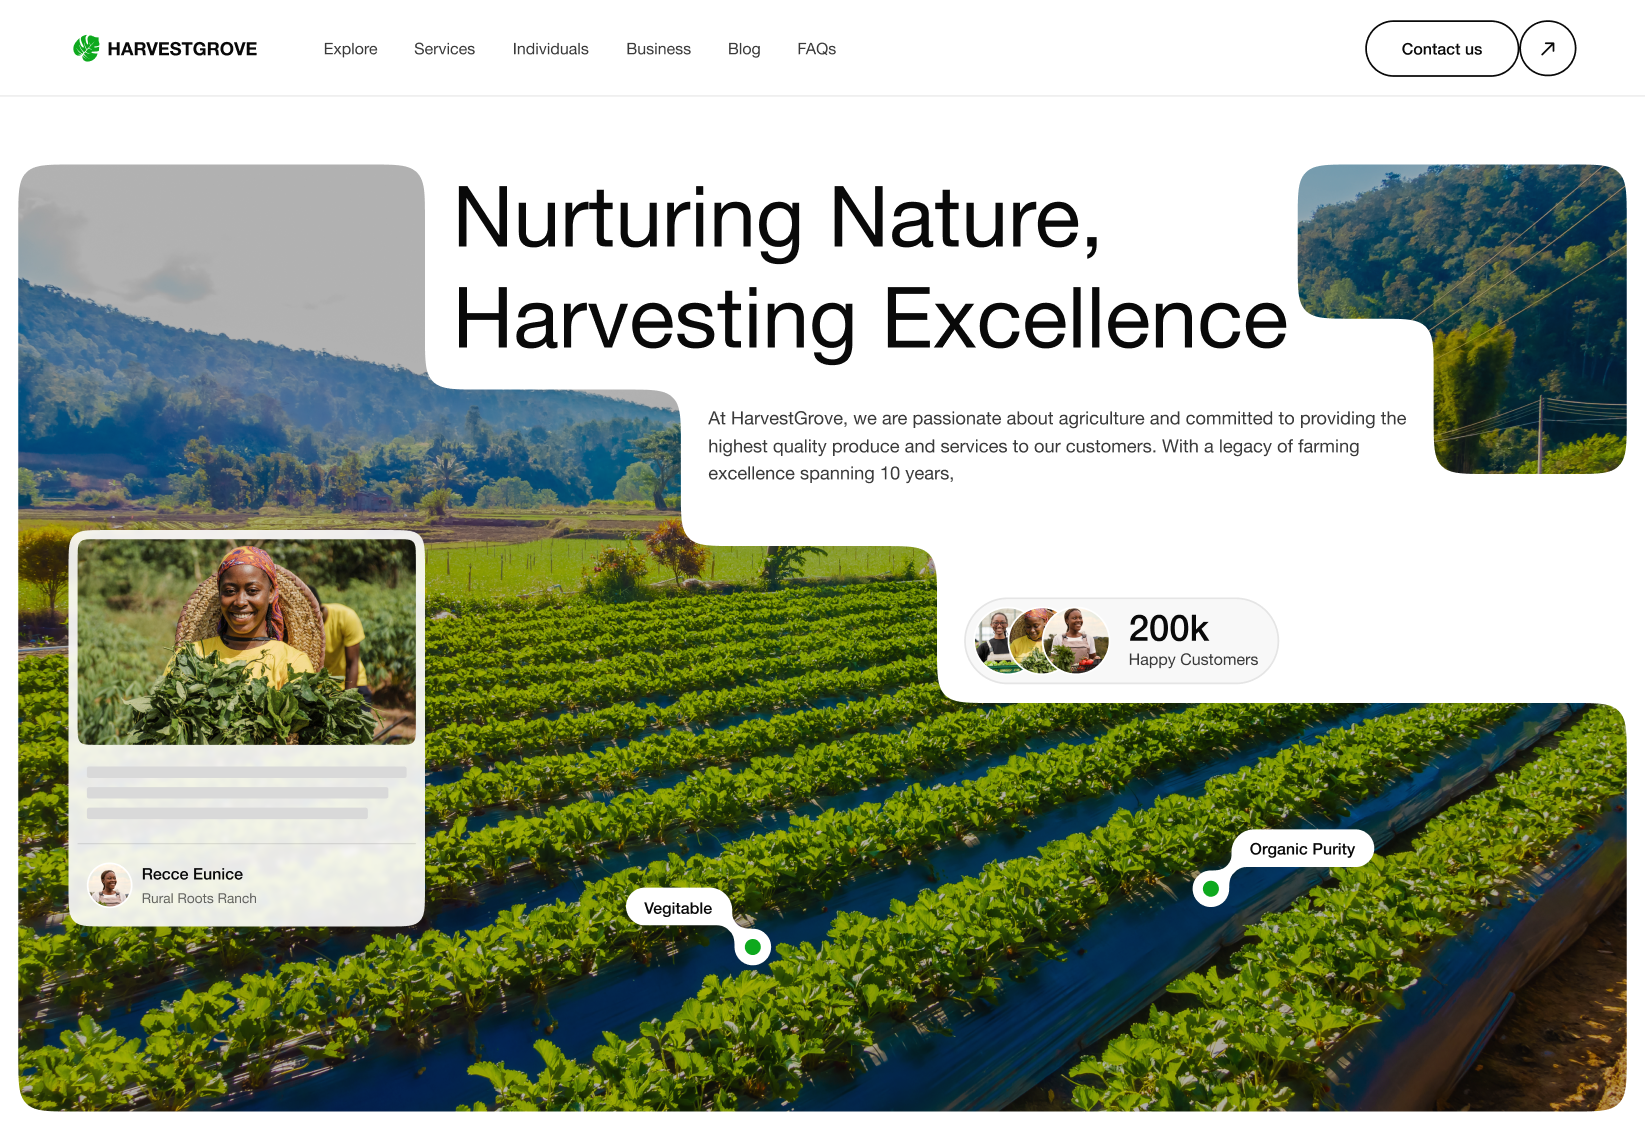 HARVESTGROVE
Explore
Services
Individuals
Business
Blog
FAQs
Contact us
Nurturing Nature,
Harvesting Excellence
At HarvestGrove, we are passionate about agriculture and committed to providing the
highest quality produce and services to our customers. With a legacy of farming
excellence spanning 10 years,
200k
Happy Customers
Recce Eunice
Rural Roots Ranch
Vegitable
Organic Purity